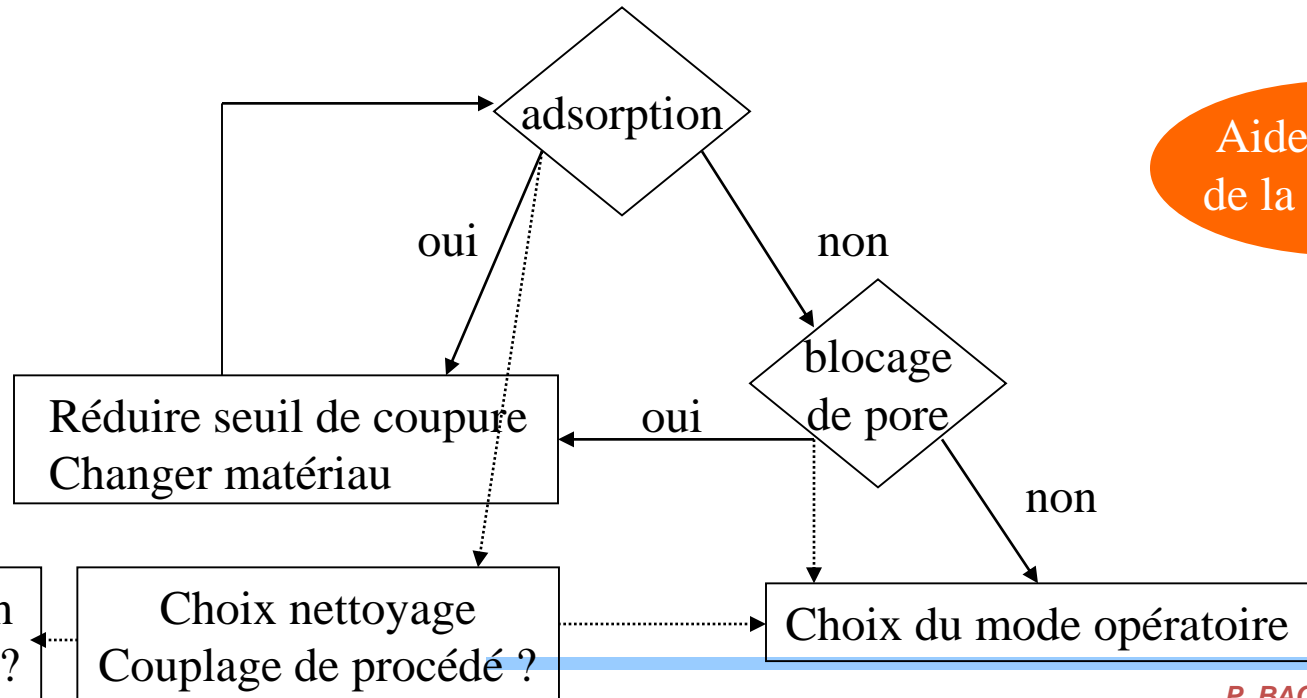 adsorption
Aide
de la
oui
non
blocage
de pore
Réduire seuil de coupure
Changer matériau
oui
non
n
?
Choix nettoyage
Couplage de procédé ?
Choix du mode opératoire
P. BAC